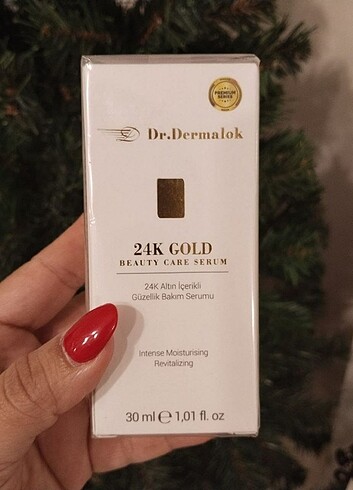 PREMIUM
SERIES
Dr.Dermalok
24K GOLD
BEAUTY CARE SERUM
24K Altın İçerikli
Güzellik Bakım Serumu
Intense Moisturising
Revitalizing
30 ml ℮ 1,01 fl. oz